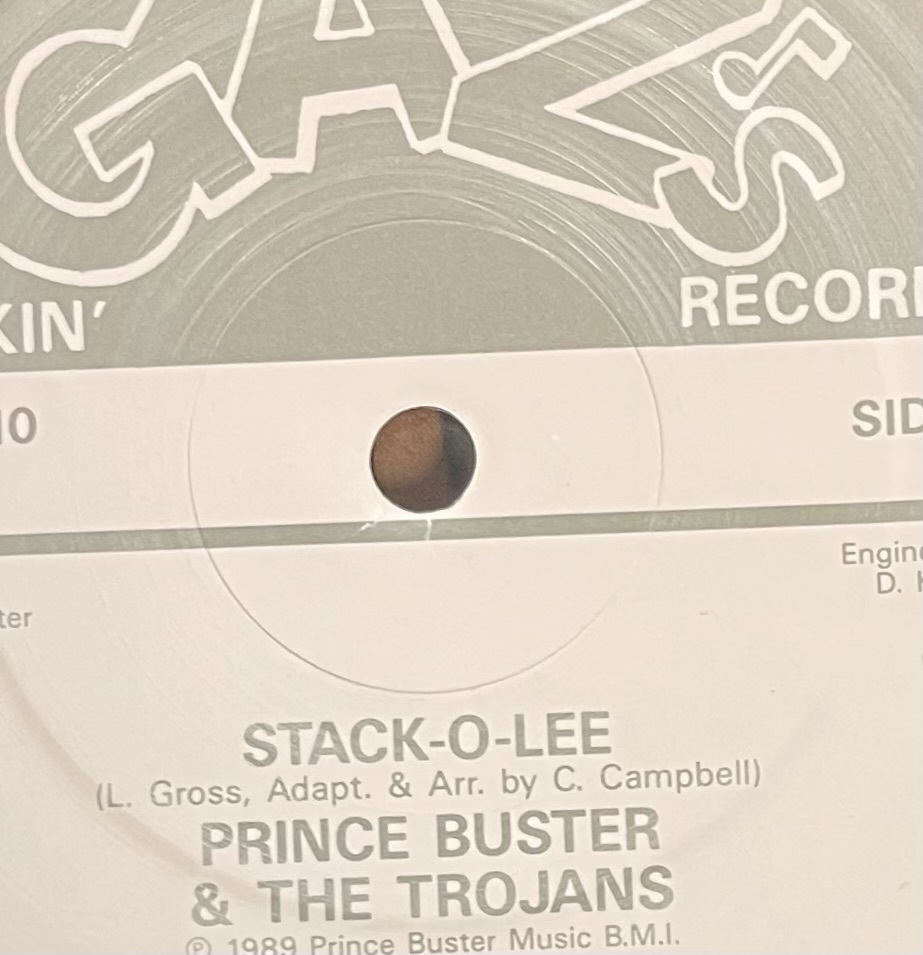 GAZ'S
KIN' RECOR
10 SID
Engin
D.
ter
STACK-O-LEE
(L. Gross, Adapt. & Arr. by C. Campbell)
PRINCE BUSTER
& THE TROJANS
℗ 1989 Prince Buster Music B.M.I.